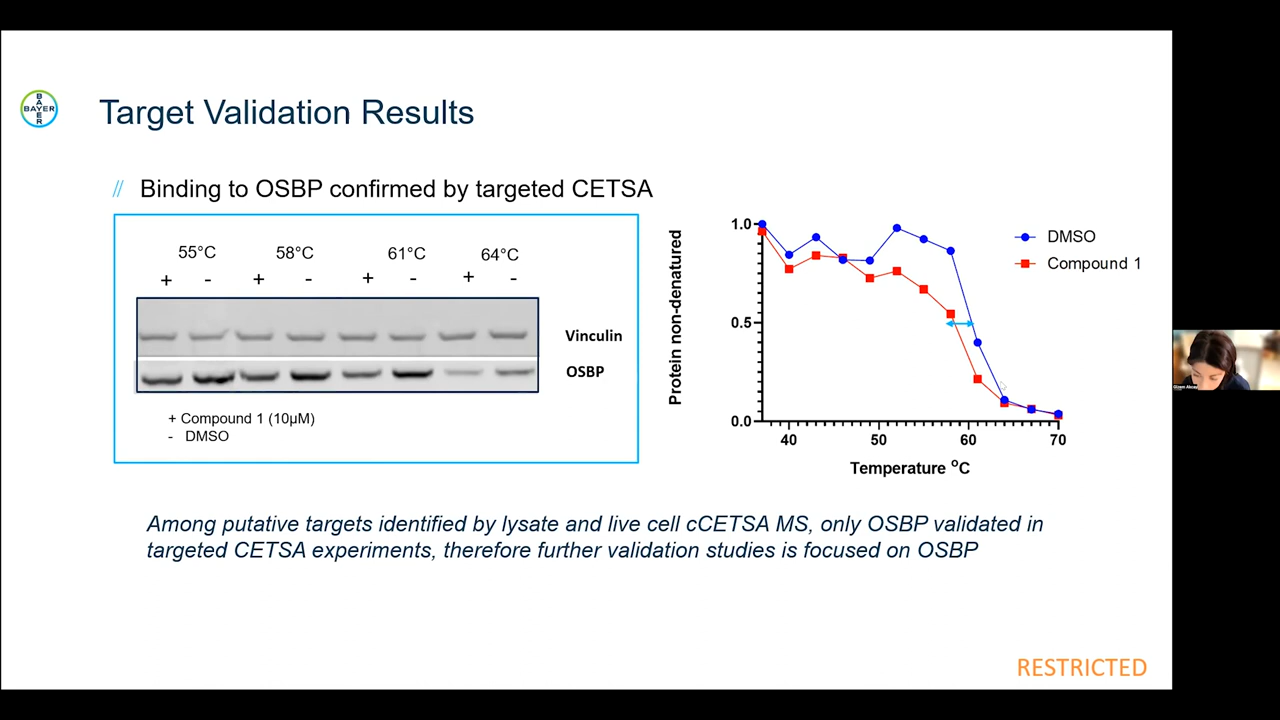 BAYER
BAYER
Target Validation Results
// Binding to OSBP confirmed by targeted CETSA
55°C 58°C 61°C 64°C
+ - + - + - + -
Vinculin
OSBP
+ Compound 1 (10µM)
- DMSO
Protein non-denatured
1.0
0.5
0.0
40 50 60 70
Temperature °C
DMSO
Compound 1
Among putative targets identified by lysate and live cell cCETSA MS, only OSBP validated in
targeted CETSA experiments, therefore further validation studies is focused on OSBP
RESTRICTED